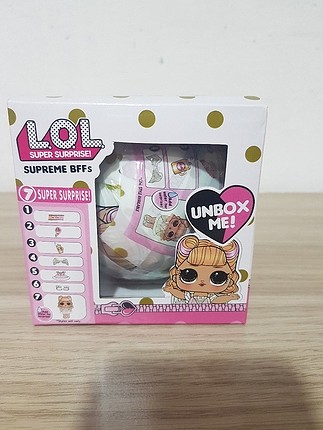 L.O.L.
SUPER SURPRISE!
SUPREME BFFs
7 SUPER SURPRISE!
1
2
3
4
5
6
7
UNBOX
ME!